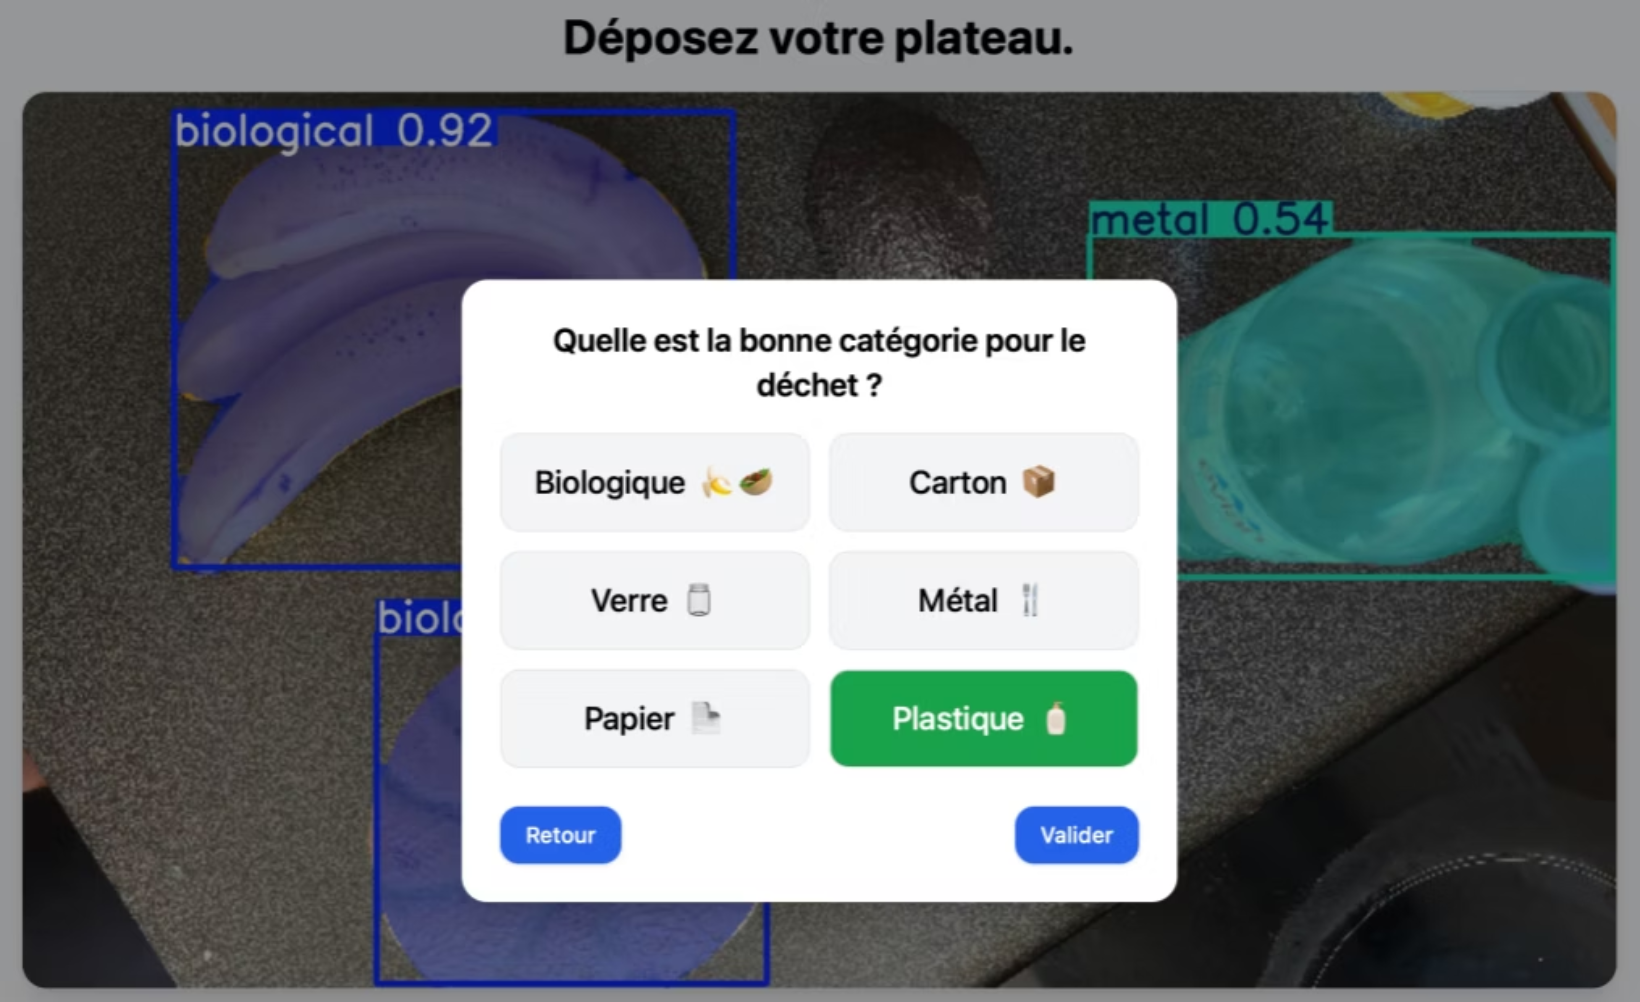 Déposez votre plateau.
biological 0.92
metal 0.54
Quelle est la bonne catégorie pour le
déchet ?
Biologique
Carton
Verre
Métal
Papier
Plastique
Retour
Valider